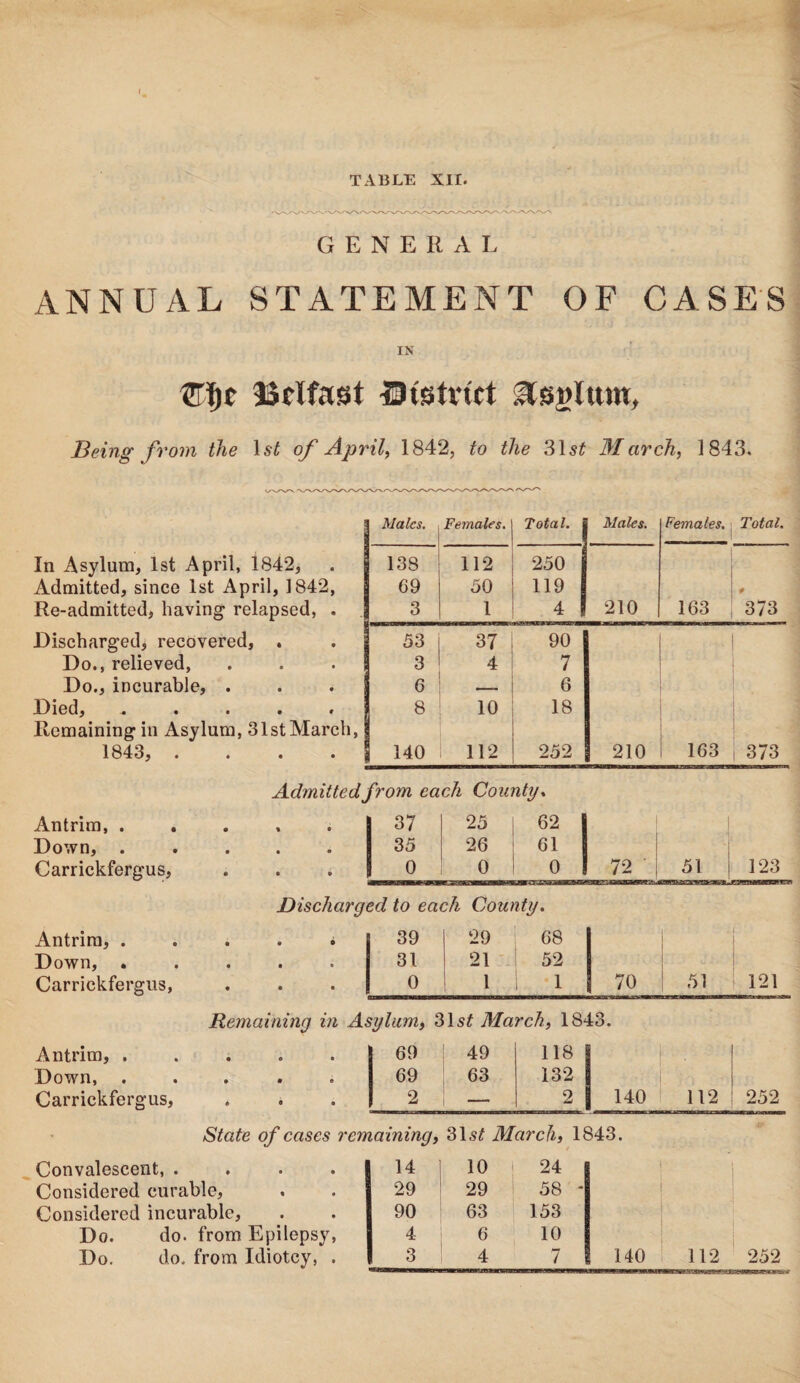 TABLE XII.
GENERAL
ANNUAL STATEMENT OF CASES
IN
The Belfast District Asylum,
Being from the 1st of April, 1842, to the 31st March, 1843.
Males. Females. Total. Males. Females. Total.
In Asylum, 1st April, 1842, . 138 112 250
Admitted, since 1st April, 1842, 69 50 119
Re-admitted, having relapsed, . 3 1 4 210 163 373
Discharged, recovered, . . 53 37 90
Do., relieved, . . . 3 4 7
Do., incurable, . . . 6 — 6
Died, . . . . . 8 10 18
Remaining in Asylum, 31st March,
1843, . . . . 140 112 252 210 163 373
Admitted from each County.
Antrim, . . . . . 37 25 62
Down, . . . . . 35 26 61
Carrickfergus, . . . 0 0 0 72 51 123
Discharged to each County.
Antrim, . . . . . 39 29 68
Down, . . . . . 31 21 52
Carrickfergus, . . . 0 1 1 70 51 121
Remaining in Asylum, 31st March, 1843.
Antrim, . . . . . 69 49 118
Down, . . . . . 69 63 132
Carrickfergus, . . . 2 — 2 140 112 252
State of cases remaining, 31st March, 1843.
Convalescent, . . . . 14 10 24
Considered curable, . . 29 29 58
Considered incurable, . . 90 63 153
Do. do. from Epilepsy, 4 6 10
Do. do. from Idiotcy, . 3 4 7 140 112 252